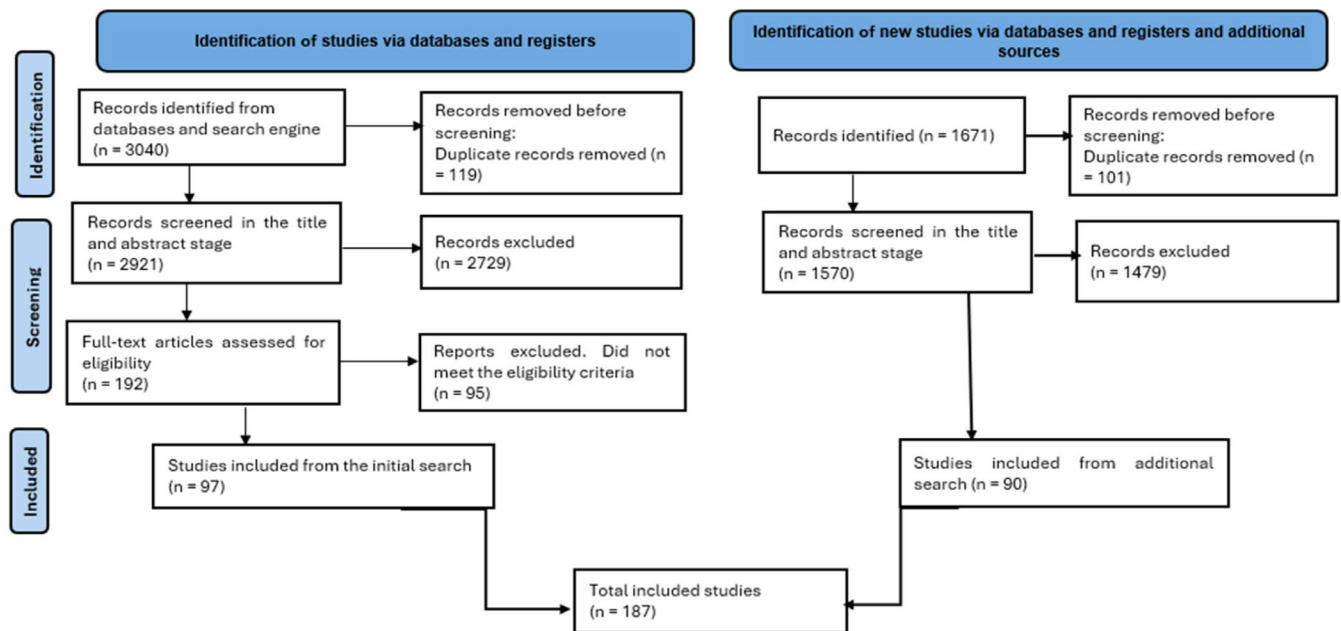 Identification of studies via databases and registers
Identification of new studies via databases and registers and additional
sources
Identification
Records identified from
databases and search engine
(n = 3040)
Records removed before
screening:
Duplicate records removed (n
= 119)
Records identified (n = 1671)
Records removed before
screening:
Duplicate records removed (n
= 101)
Screening
Records screened in the title
and abstract stage
(n = 2921)
Records excluded
(n = 2729)
Records screened in the title
and abstract stage
(n = 1570)
Records excluded
(n = 1479)
Full-text articles assessed for
eligibility
(n = 192)
Reports excluded. Did not
meet the eligibility criteria
(n = 95)
Included
Studies included from the initial search
(n = 97)
Studies included from additional
search (n = 90)
Total included studies
(n = 187)